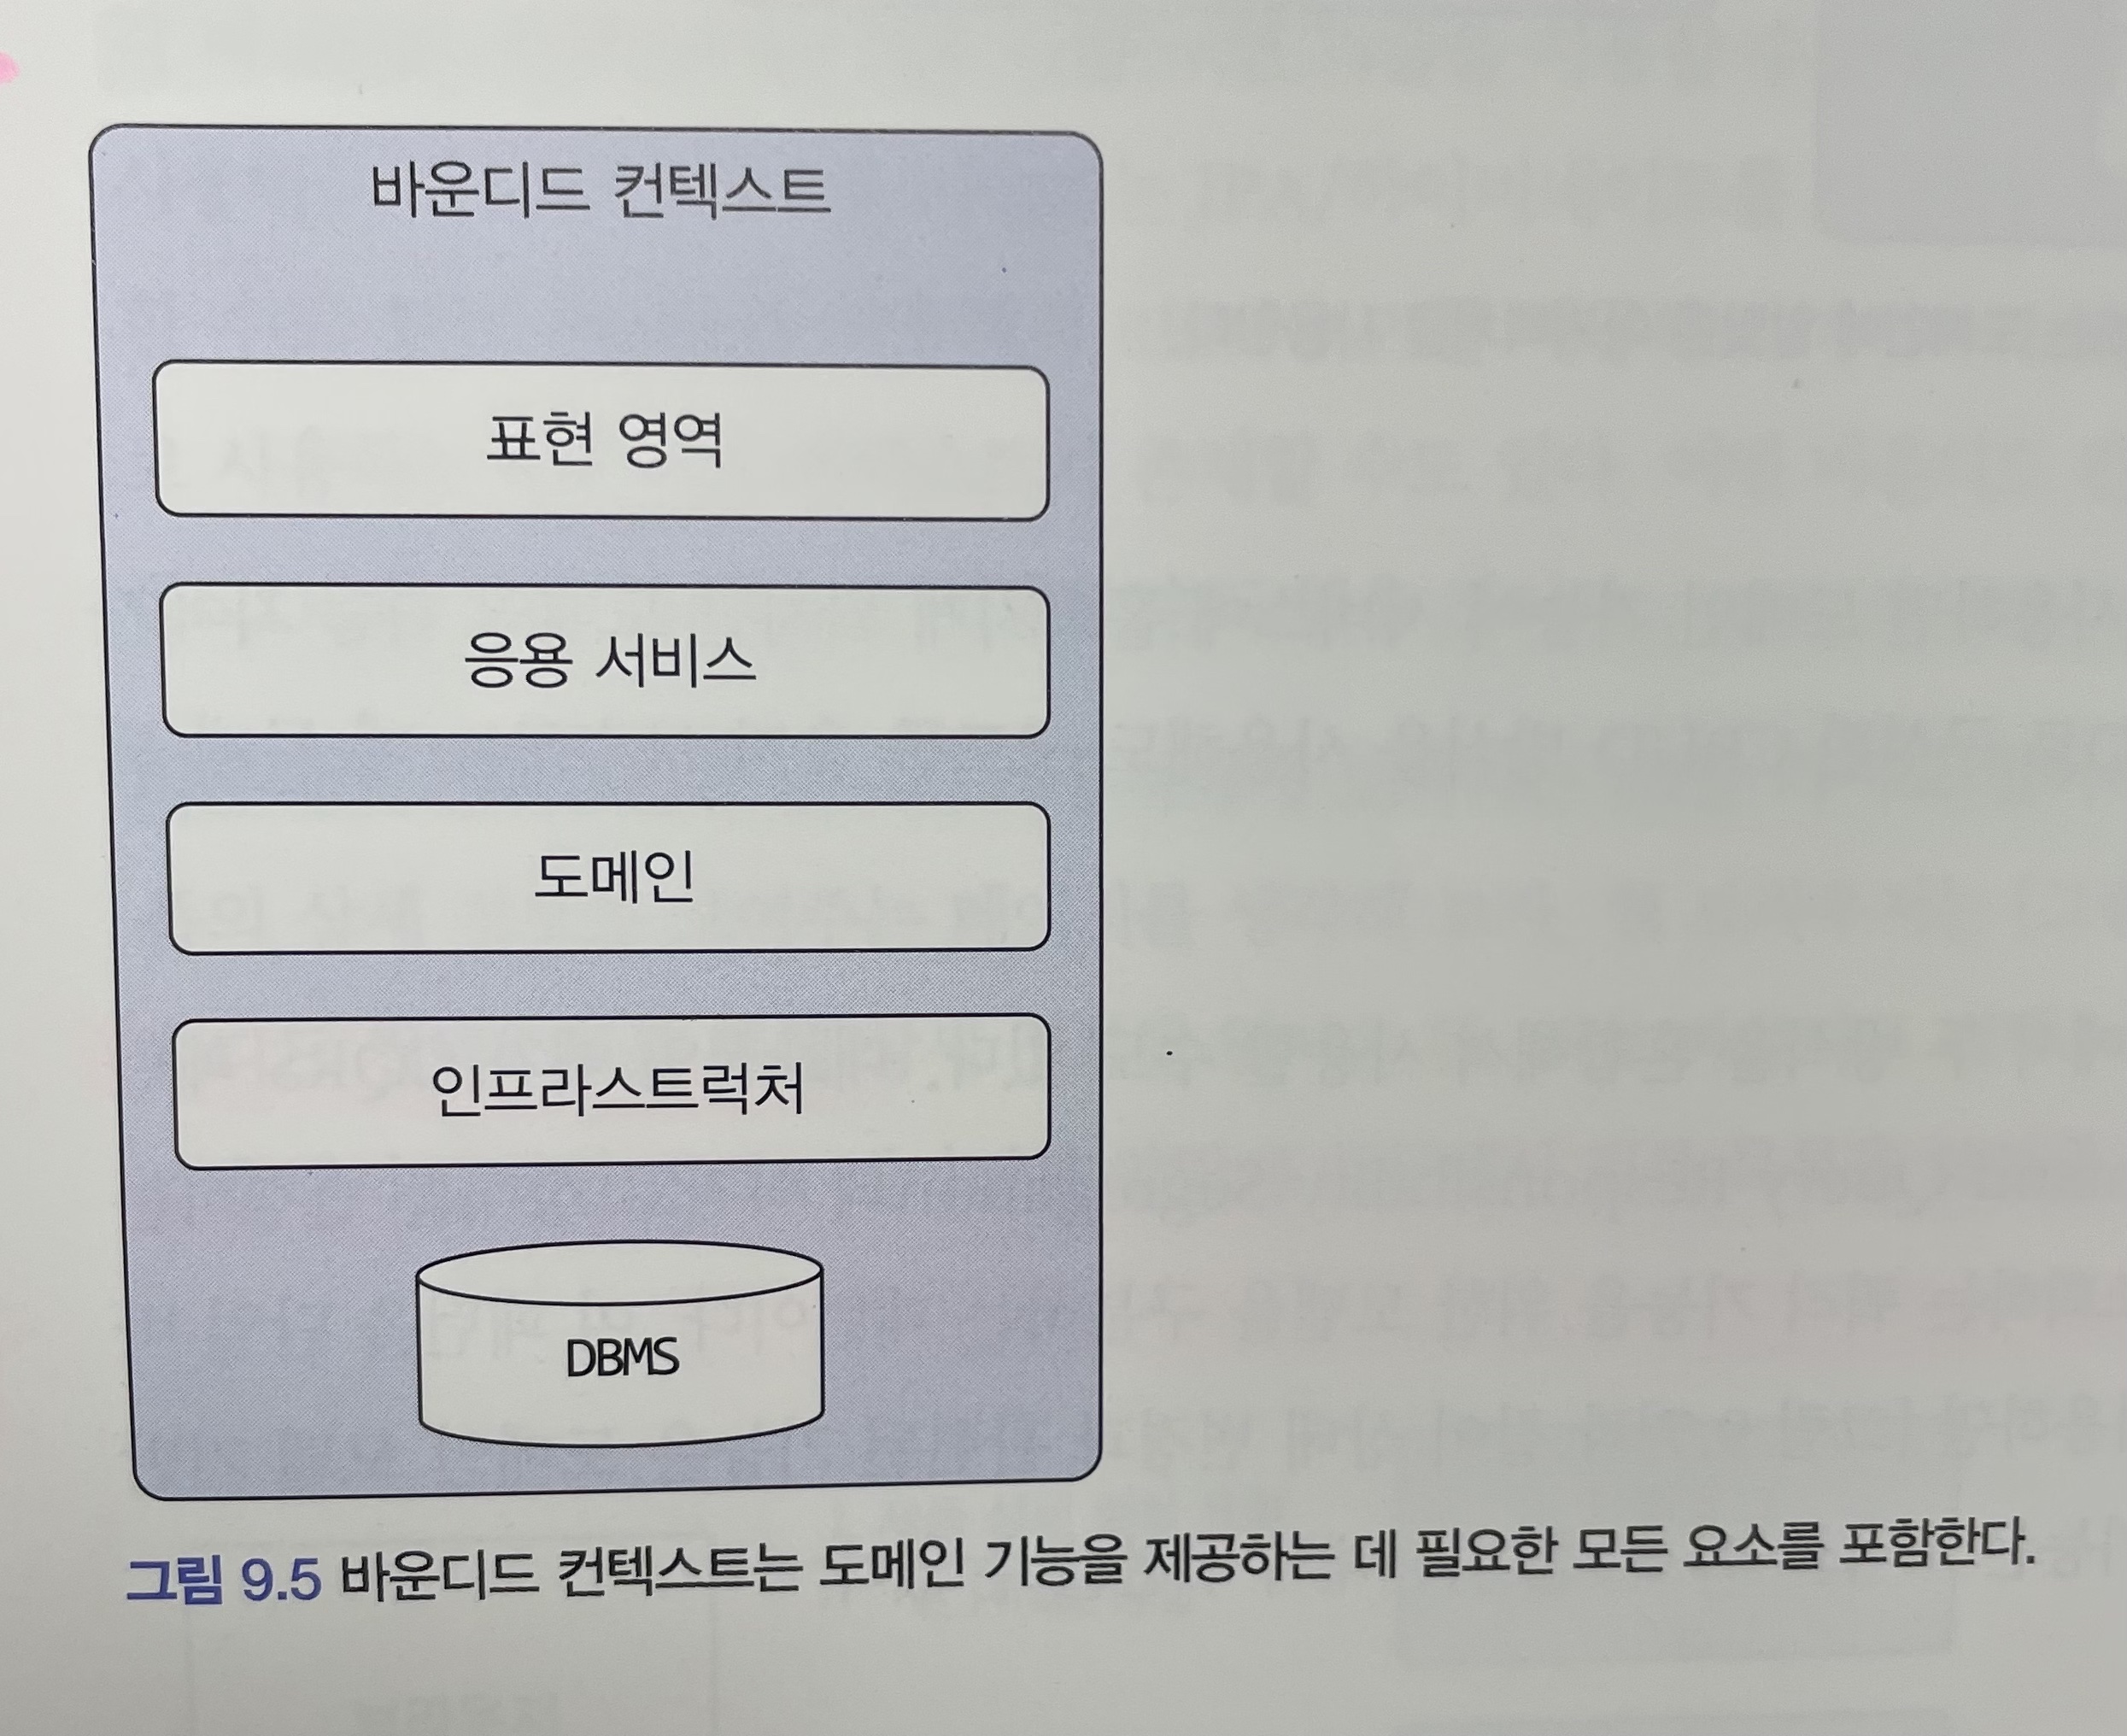 바운디드 컨텍스트
표현 영역
응용 서비스
도메인
인프라스트럭처
DBMS
그림 9.5 바운디드 컨텍스트는 도메인 기능을 제공하는 데 필요한 모든 요소를 포함한다.